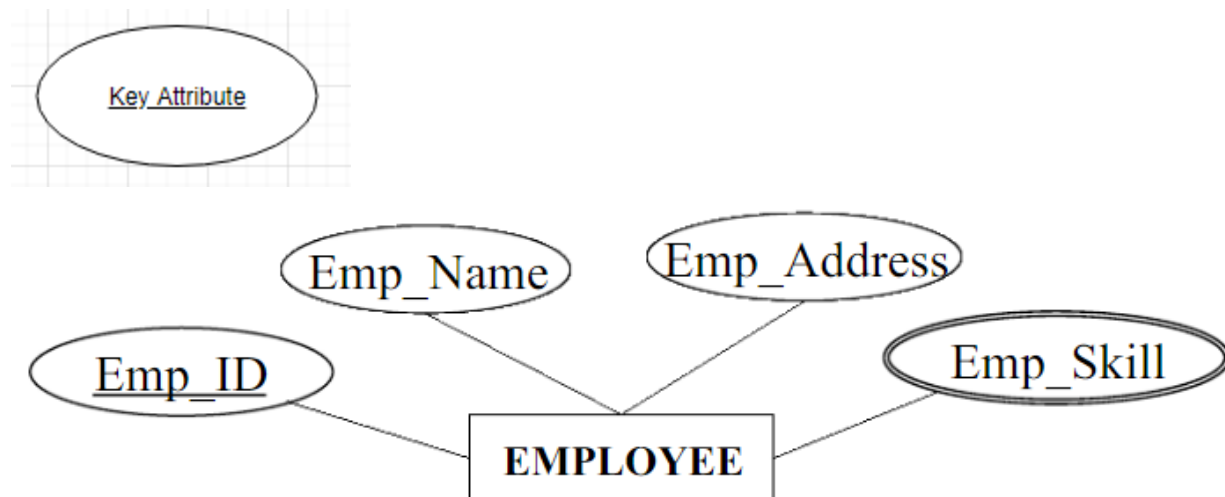 Key Attribute
Emp_Name
Emp_Address
Emp_ID
Emp_Skill
EMPLOYEE